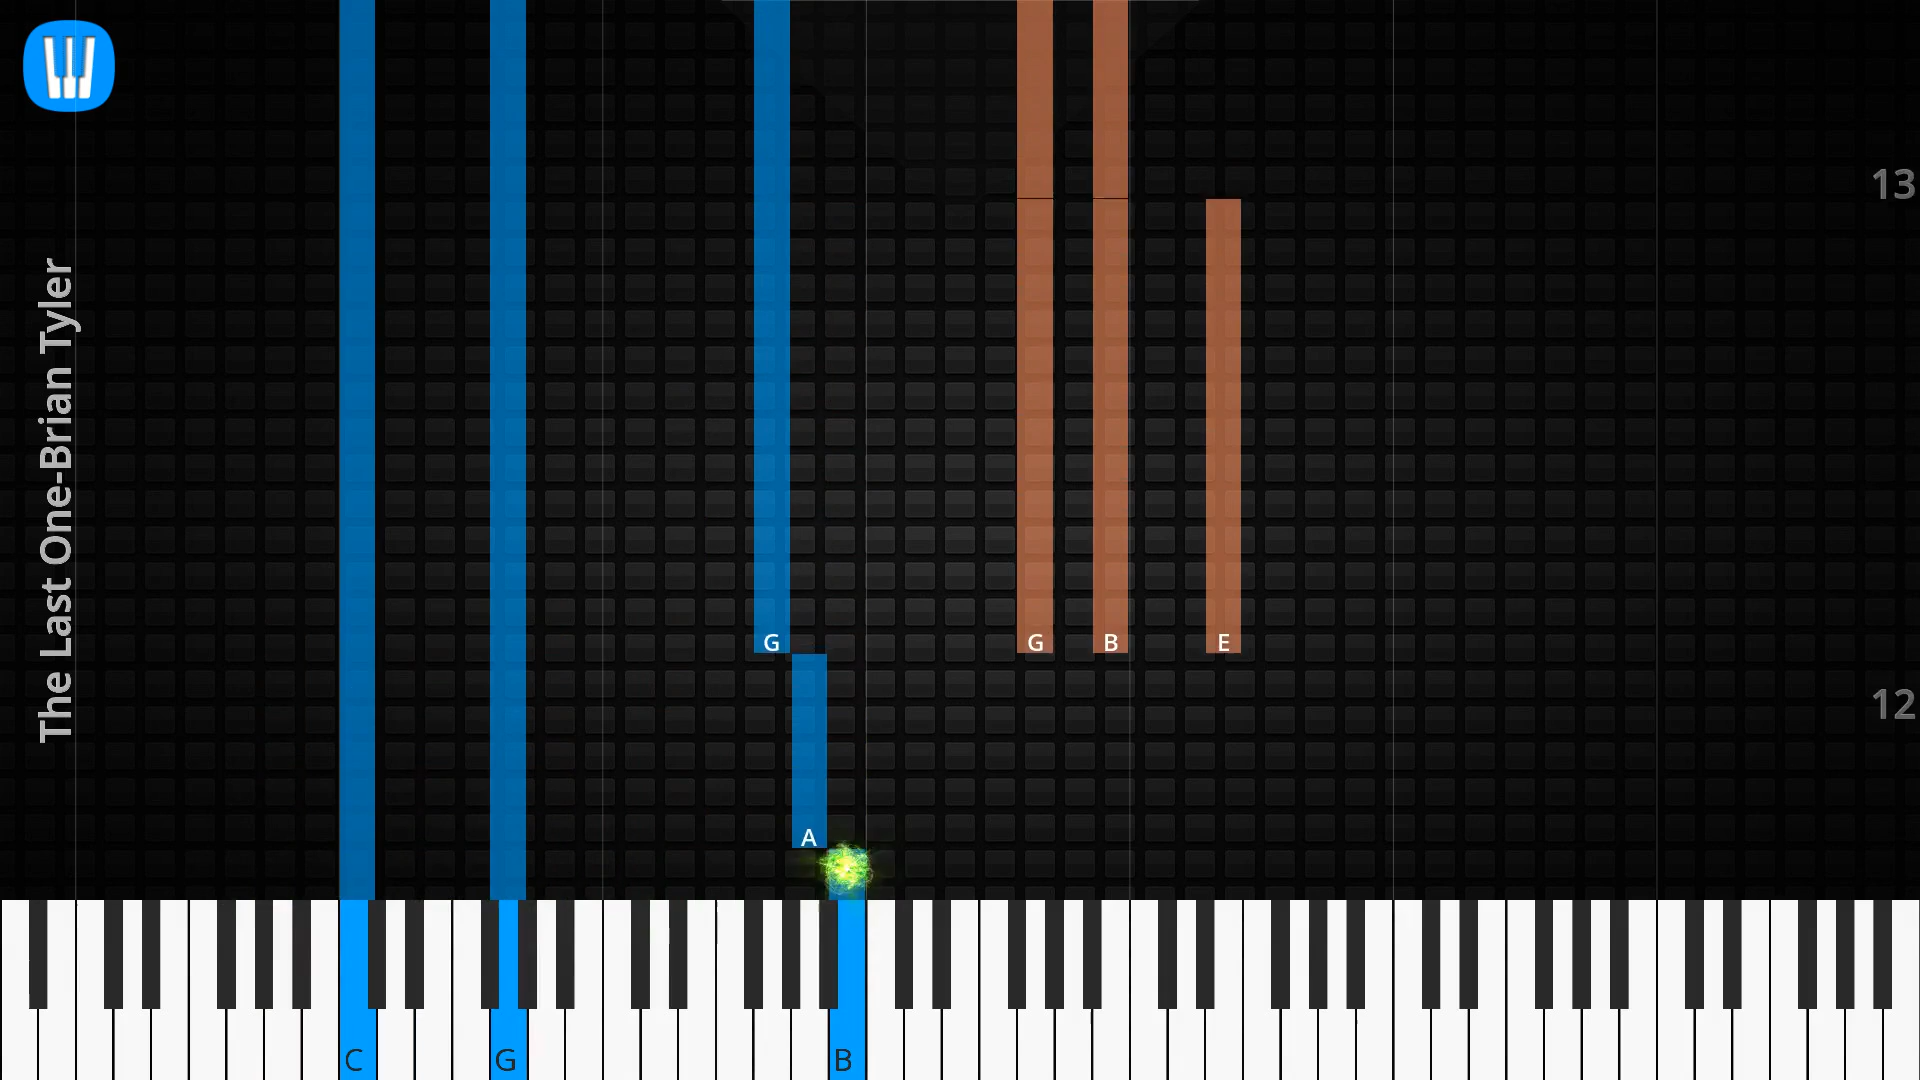 13
The Last One-Brian Tyler
G G B E
12
A
C G B